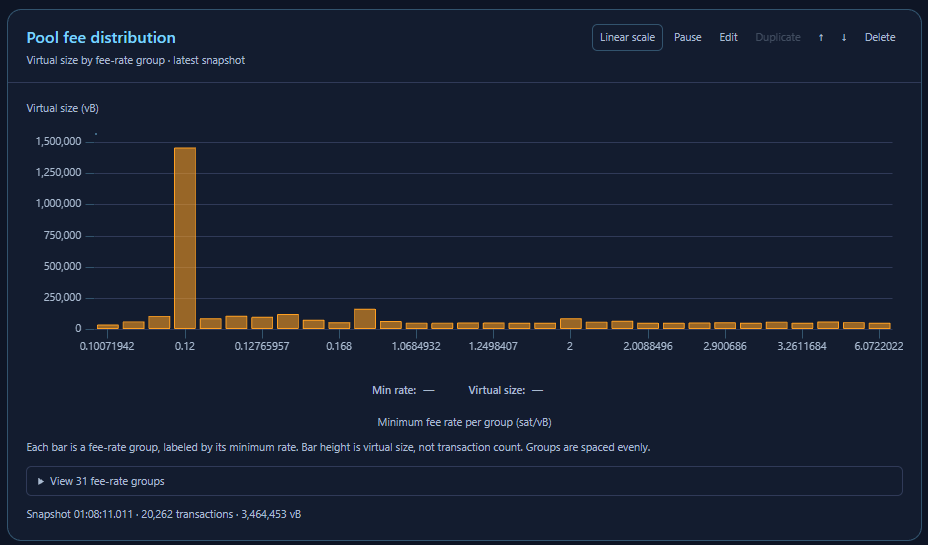 Pool fee distribution
Linear scale Pause Edit Duplicate ↑ ↓ Delete
Virtual size by fee-rate group · latest snapshot
Virtual size (vB)
1,500,000
1,250,000
1,000,000
750,000
500,000
250,000
0
0.10071942 0.12 0.12765957 0.168 1.0684932 1.2498407 2 2.0088496 2.900686 3.2611684 6.0722022
Min rate: — Virtual size: —
Minimum fee rate per group (sat/vB)
Each bar is a fee-rate group, labeled by its minimum rate. Bar height is virtual size, not transaction count. Groups are spaced evenly.
▶ View 31 fee-rate groups
Snapshot 01:08:11.011 · 20,262 transactions · 3,464,453 vB